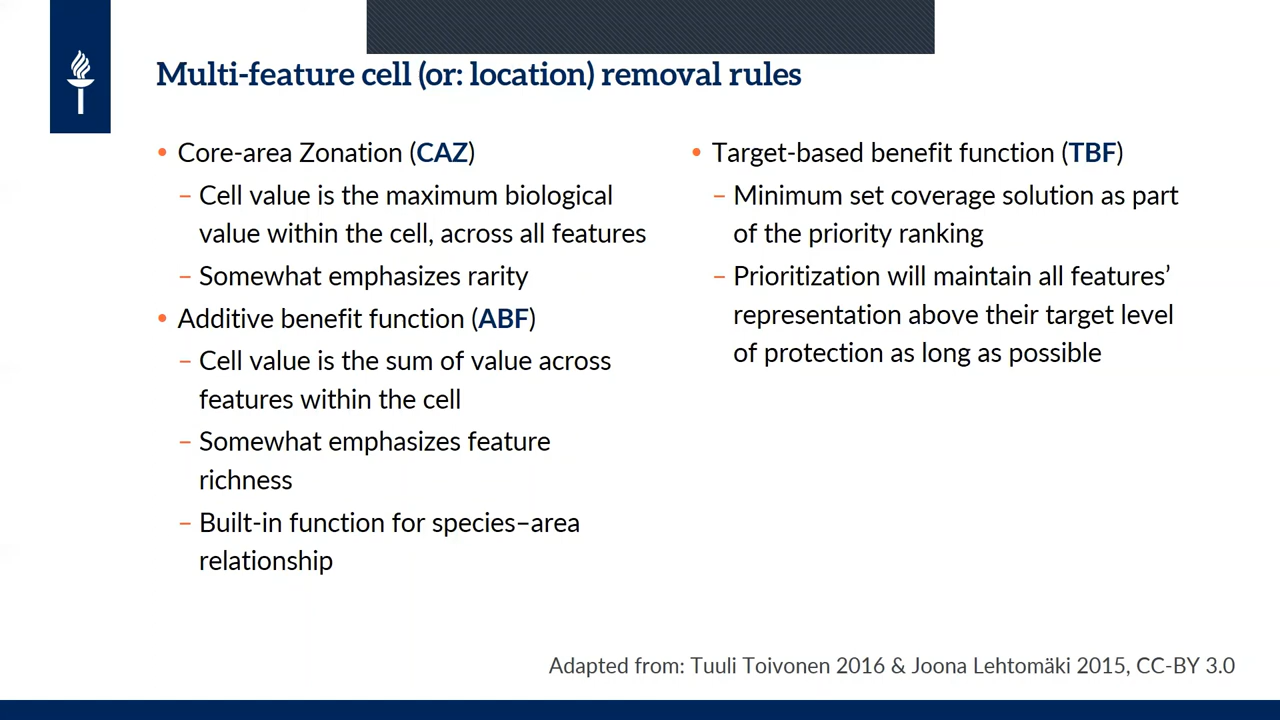 Multi-feature cell (or: location) removal rules
• Core-area Zonation (CAZ)
– Cell value is the maximum biological
value within the cell, across all features
– Somewhat emphasizes rarity
• Additive benefit function (ABF)
– Cell value is the sum of value across
features within the cell
– Somewhat emphasizes feature
richness
– Built-in function for species–area
relationship
• Target-based benefit function (TBF)
– Minimum set coverage solution as part
of the priority ranking
– Prioritization will maintain all features’
representation above their target level
of protection as long as possible
Adapted from: Tuuli Toivonen 2016 & Joona Lehtomäki 2015, CC-BY 3.0